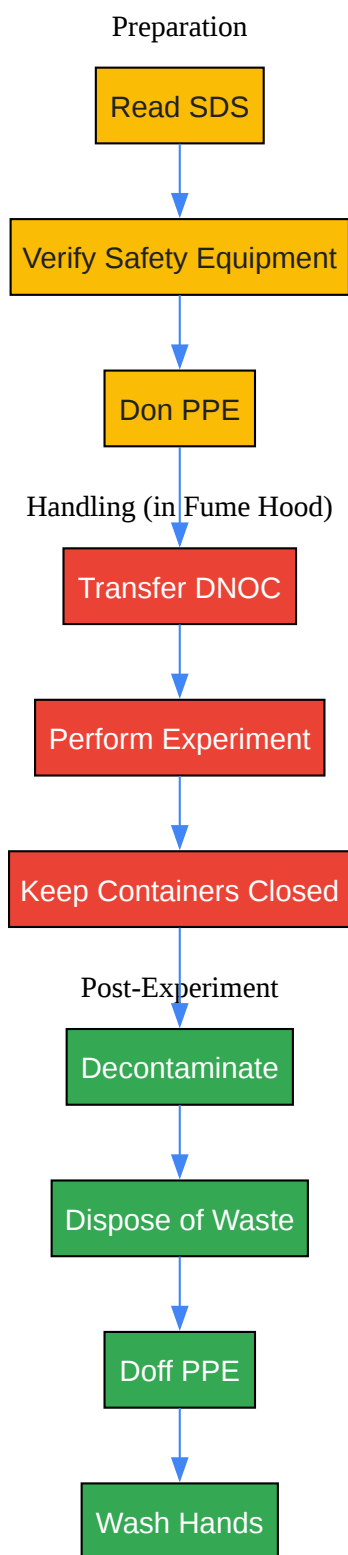 Preparation
Read SDS
Verify Safety Equipment
Don PPE
Handling (in Fume Hood)
Transfer DNOC
Perform Experiment
Keep Containers Closed
Post-Experiment
Decontaminate
Dispose of Waste
Doff PPE
Wash Hands